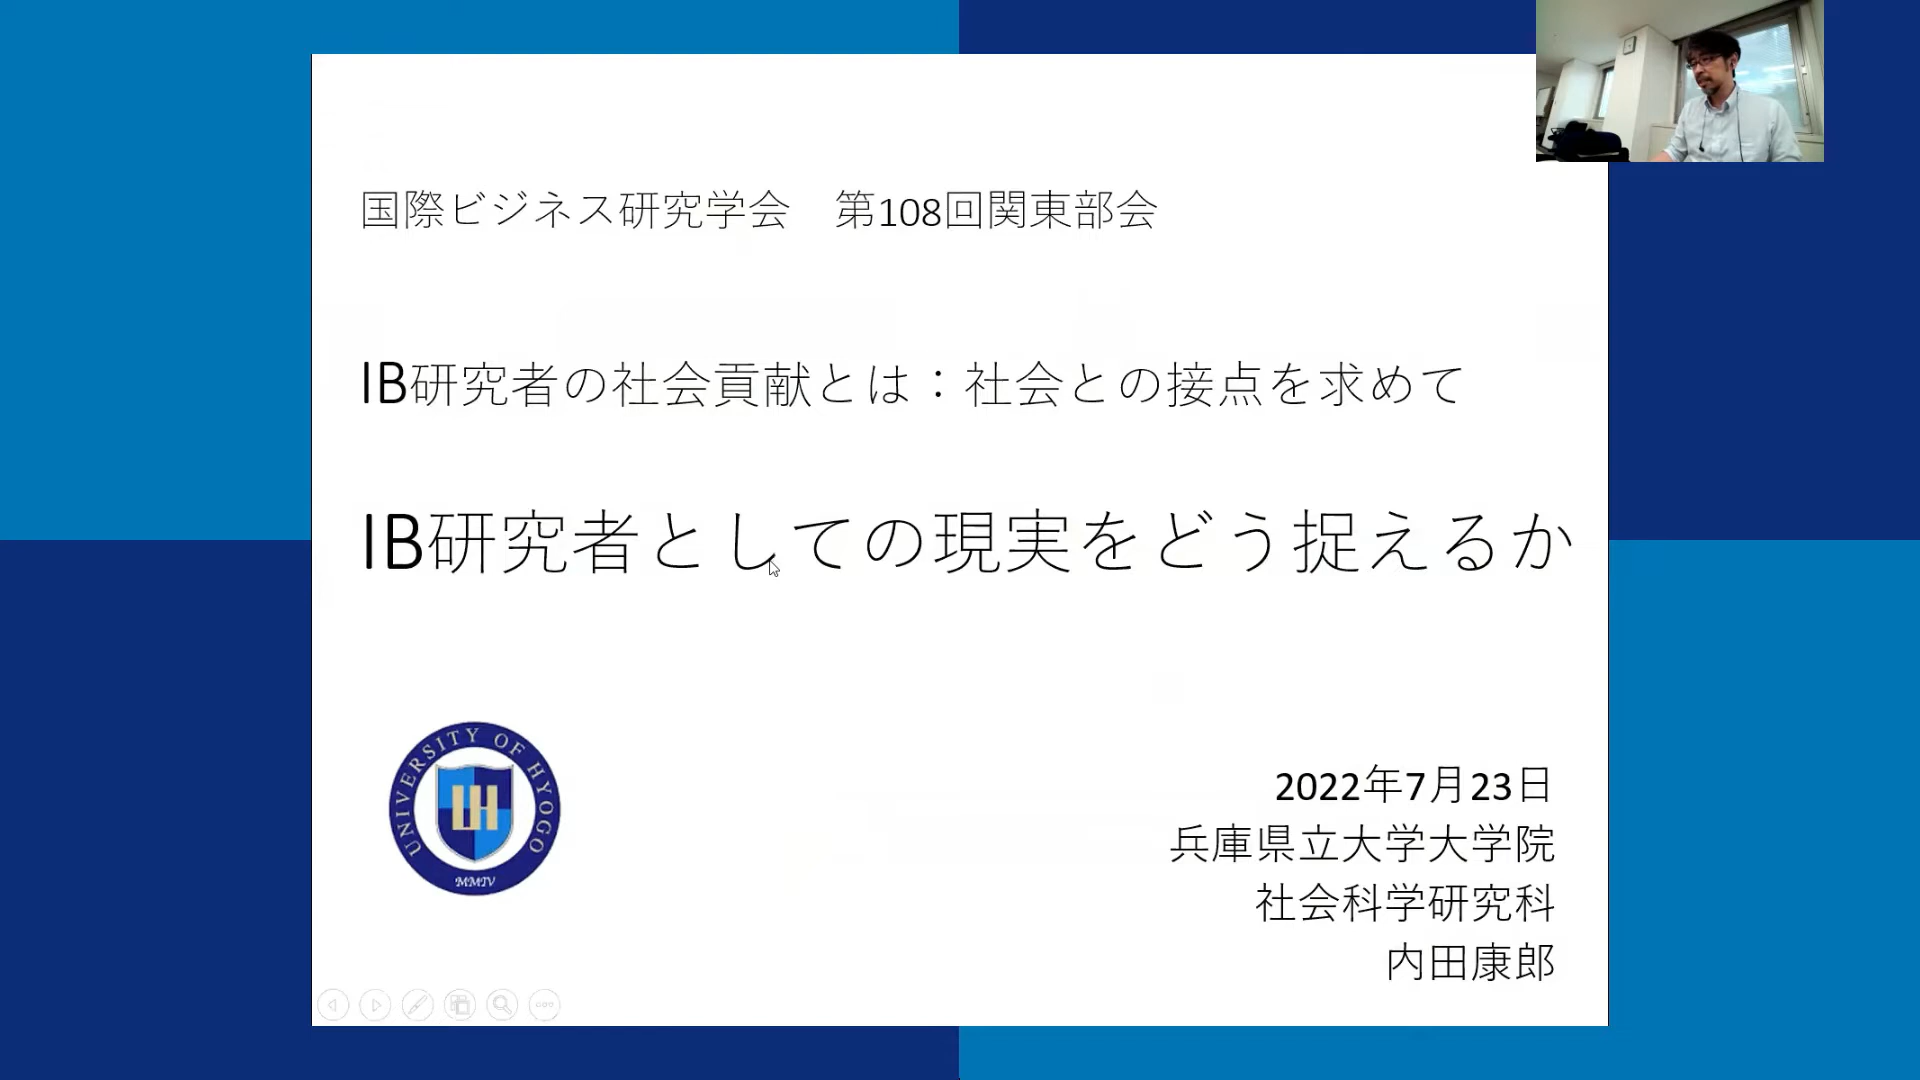 国際ビジネス研究学会　第108回関東部会
IB研究者の社会貢献とは：社会との接点を求めて
IB研究者としての現実をどう捉えるか
UNIVERSITY OF HYOGO
UH
MMIV
2022年7月23日
兵庫県立大学大学院
社会科学研究科
内田康郎